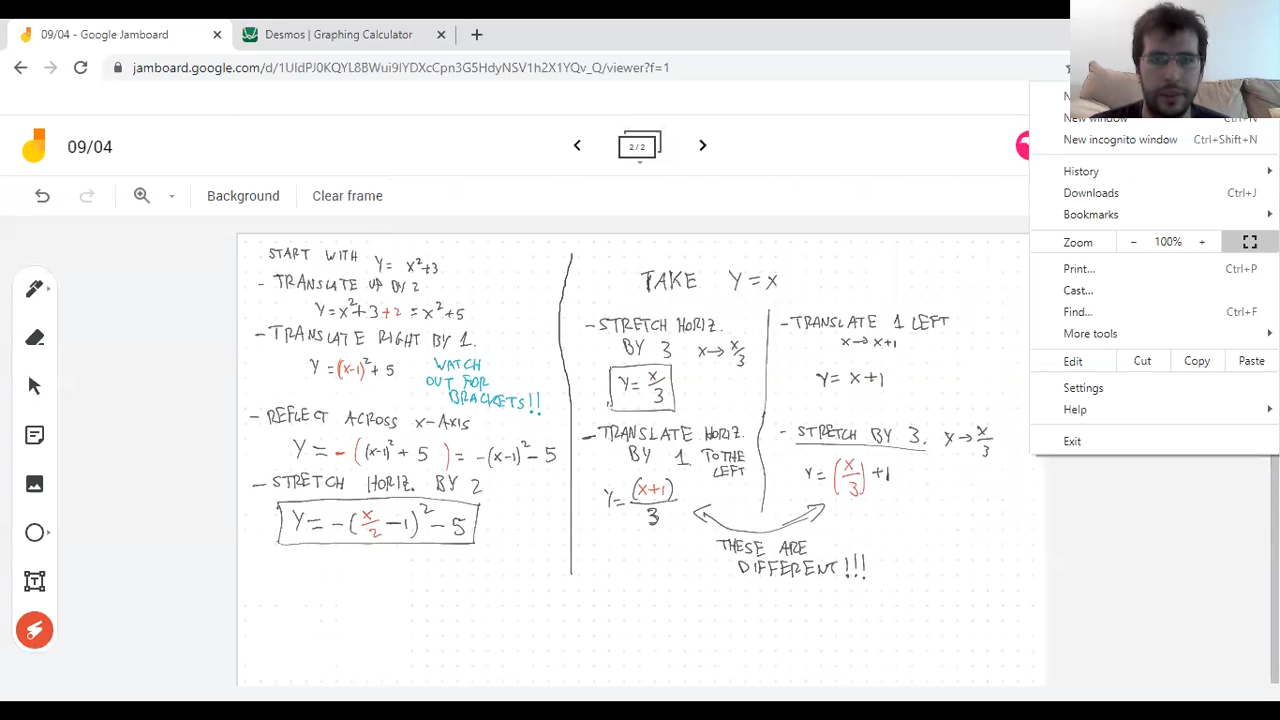 09/04 - Google Jamboard
Desmos | Graphing Calculator
jamboard.google.com/d/1UIdPJ0KQYL8BWui9IYDXcCpn3G5HdyNSV1h2X1YQv_Q/viewer?f=1
09/04
2 / 2
Background
Clear frame
START WITH Y = x²+3
- TRANSLATE UP BY 2
Y = x²+3+2 = x²+5
- TRANSLATE RIGHT BY 1.
Y = (x-1)²+5
WATCH
OUT FOR
BRACKETS!!
- REFLECT ACROSS X-AXIS
Y = -((x-1)²+5) = -(x-1)²-5
- STRETCH HORIZ. BY 2
Y = -(x/2 -1)² - 5
TAKE Y = x
- STRETCH HORIZ.
BY 3 x→x/3
Y = x/3
- TRANSLATE HORIZ.
BY 1 TO THE
LEFT
Y = (x+1)/3
- TRANSLATE 1 LEFT
x→x+1
Y = x+1
- STRETCH BY 3. x→x/3
Y = (x/3)+1
THESE ARE
DIFFERENT!!!
New window Ctrl+N
New incognito window Ctrl+Shift+N
History
Downloads Ctrl+J
Bookmarks
Zoom - 100% +
Print... Ctrl+P
Cast...
Find... Ctrl+F
More tools
Edit Cut Copy Paste
Settings
Help
Exit